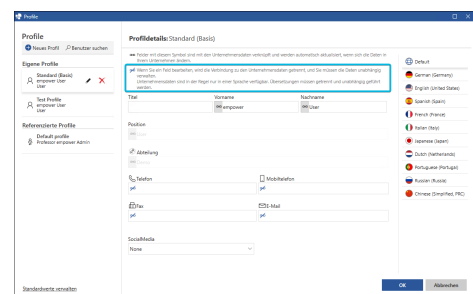 Profile
Profil
Neues Profil
Benutzer suchen
Eigene Profile
Standard (Basis)
empower User
User
Test Profile
empower User
User
Referenzierte Profile
Default profile
Professor empower Admin
Standardwerte verwalten
Profildetails: Standard (Basis)
Felder mit diesem Symbol sind mit den Unternehmensdaten verknüpft und werden automatisch aktualisiert, wenn sich die Daten in
Ihrem Unternehmen ändern.
Wenn Sie ein Feld bearbeiten, wird die Verbindung zu den Unternehmensdaten getrennt, und Sie müssen die Daten unabhängig
verwalten.
Unternehmensdaten sind in der Regel nur in einer Sprache verfügbar. Übersetzungen müssen getrennt und unabhängig geführt
werden.
Titel
Vorname
Nachname
empower
User
Position
Abteilung
Telefon
Mobiltelefon
Fax
E-Mail
SocialMedia
None
Default
German (Germany)
English (United States)
Spanish (Spain)
French (France)
Italian (Italy)
Japanese (Japan)
Dutch (Netherlands)
Portuguese (Portugal)
Russian (Russia)
Chinese (Simplified, PRC)
OK
Abbrechen